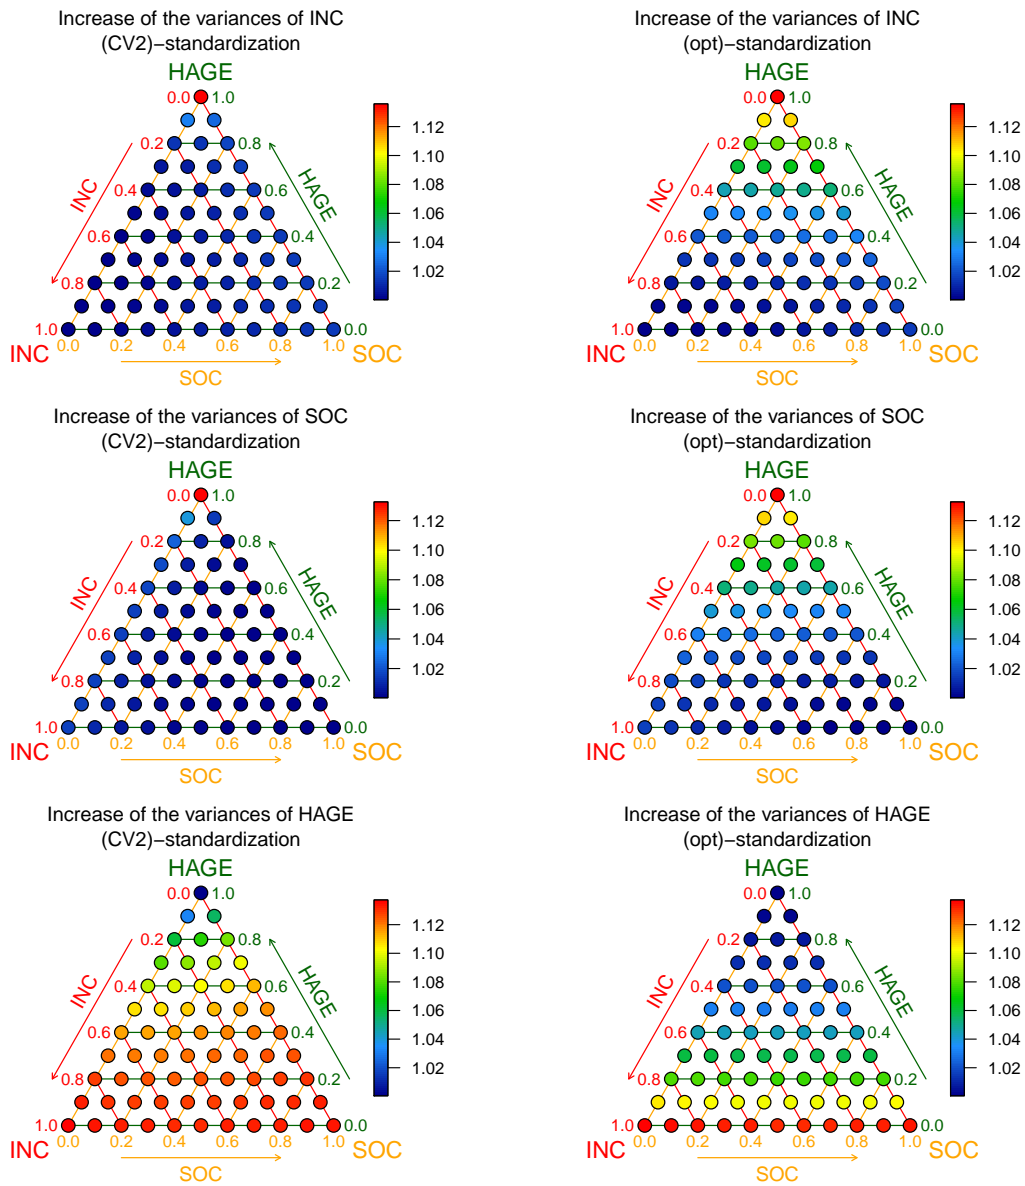 Increase of the variances of INC
(CV2)−standardization
HAGE
0.0 1.0
0.2 0.8
0.4 0.6
0.6 0.4
0.8 0.2
1.0 0.0
INC
HAGE
0.0 0.2 0.4 0.6 0.8 1.0
INC SOC
SOC
1.12
1.10
1.08
1.06
1.04
1.02
Increase of the variances of INC
(opt)−standardization
HAGE
0.0 1.0
0.2 0.8
0.4 0.6
0.6 0.4
0.8 0.2
1.0 0.0
INC
HAGE
0.0 0.2 0.4 0.6 0.8 1.0
INC SOC
SOC
1.12
1.10
1.08
1.06
1.04
1.02
Increase of the variances of SOC
(CV2)−standardization
HAGE
0.0 1.0
0.2 0.8
0.4 0.6
0.6 0.4
0.8 0.2
1.0 0.0
INC
HAGE
0.0 0.2 0.4 0.6 0.8 1.0
INC SOC
SOC
1.12
1.10
1.08
1.06
1.04
1.02
Increase of the variances of SOC
(opt)−standardization
HAGE
0.0 1.0
0.2 0.8
0.4 0.6
0.6 0.4
0.8 0.2
1.0 0.0
INC
HAGE
0.0 0.2 0.4 0.6 0.8 1.0
INC SOC
SOC
1.12
1.10
1.08
1.06
1.04
1.02
Increase of the variances of HAGE
(CV2)−standardization
HAGE
0.0 1.0
0.2 0.8
0.4 0.6
0.6 0.4
0.8 0.2
1.0 0.0
INC
HAGE
0.0 0.2 0.4 0.6 0.8 1.0
INC SOC
SOC
1.12
1.10
1.08
1.06
1.04
1.02
Increase of the variances of HAGE
(opt)−standardization
HAGE
0.0 1.0
0.2 0.8
0.4 0.6
0.6 0.4
0.8 0.2
1.0 0.0
INC
HAGE
0.0 0.2 0.4 0.6 0.8 1.0
INC SOC
SOC
1.12
1.10
1.08
1.06
1.04
1.02